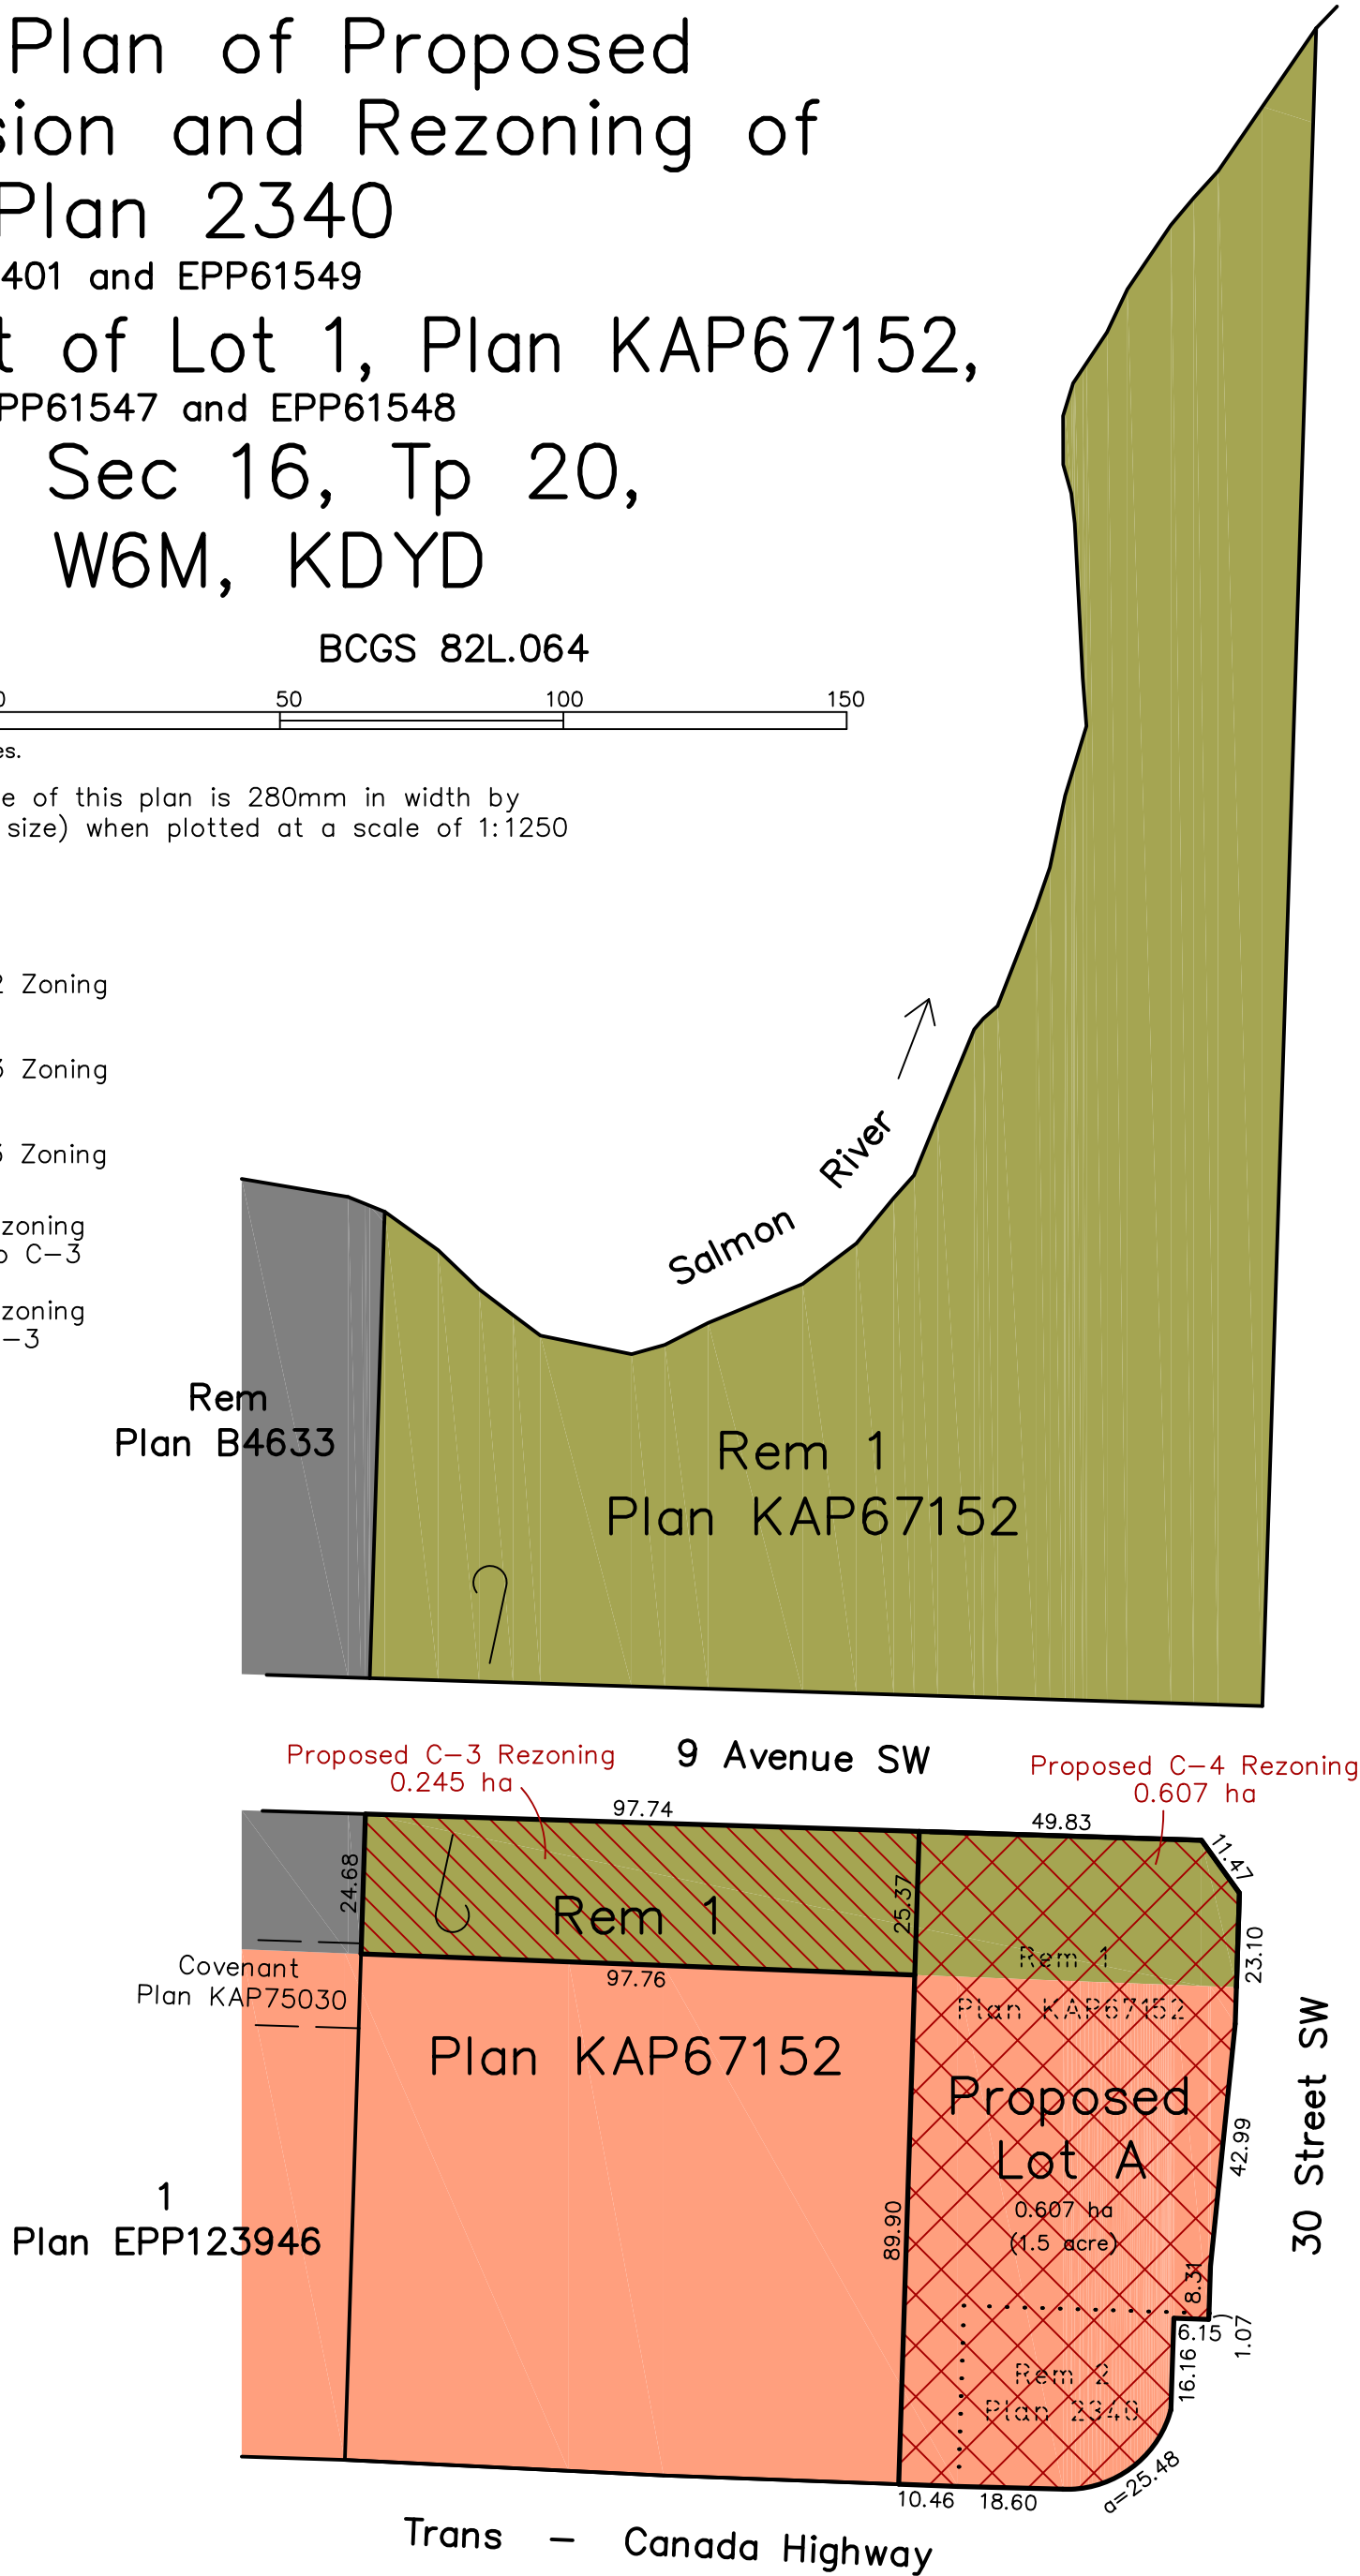 Plan of Proposed
sion and Rezoning of
Plan 2340
401 and EPP61549
t of Lot 1, Plan KAP67152,
PP61547 and EPP61548
Sec 16, Tp 20,
W6M, KDYD
BCGS 82L.064
0 50 100 150
es.
e of this plan is 280mm in width by
size) when plotted at a scale of 1:1250
2 Zoning
3 Zoning
5 Zoning
zoning
o C-3
zoning
-3
Salmon River
Rem
Plan B4633
Rem 1
Plan KAP67152
9 Avenue SW
Proposed C-3 Rezoning
0.245 ha
Proposed C-4 Rezoning
0.607 ha
97.74
49.83
11.47
24.68
Rem 1
25.37
23.10
97.76
Rem 1
Plan KAP67152
Covenant
Plan KAP75030
Plan KAP67152
Proposed
Lot A
0.607 ha
(1.5 acre)
42.99
30 Street SW
1
Plan EPP123946
89.90
8.31
6.15
1.07
16.16
Rem 2
Plan 2340
a=25.48
10.46
18.60
Trans - Canada Highway